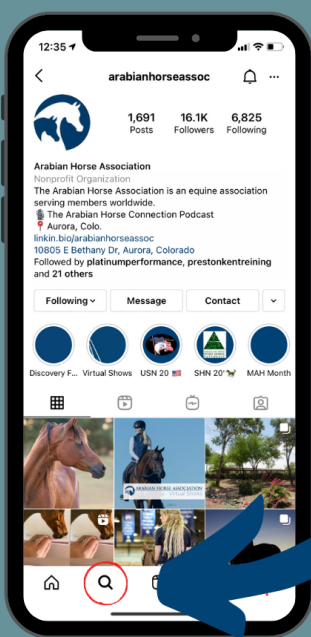 12:35
arabianhorseassoc
1,691 16.1K 6,825
Posts Followers Following
Arabian Horse Association
Nonprofit Organization
The Arabian Horse Association is an equine association
serving members worldwide.
The Arabian Horse Connection Podcast
Aurora, Colo.
linkin.bio/arabianhorseassoc
10805 E Bethany Dr, Aurora, Colorado
Followed by platinumperformance, prestonkentreining
and 21 others
Following Message Contact
Discovery F... Virtual Shows USN 20 SHN 20' MAH Month
ARABIAN HORSE ASSOCIATION
Virtual Shows